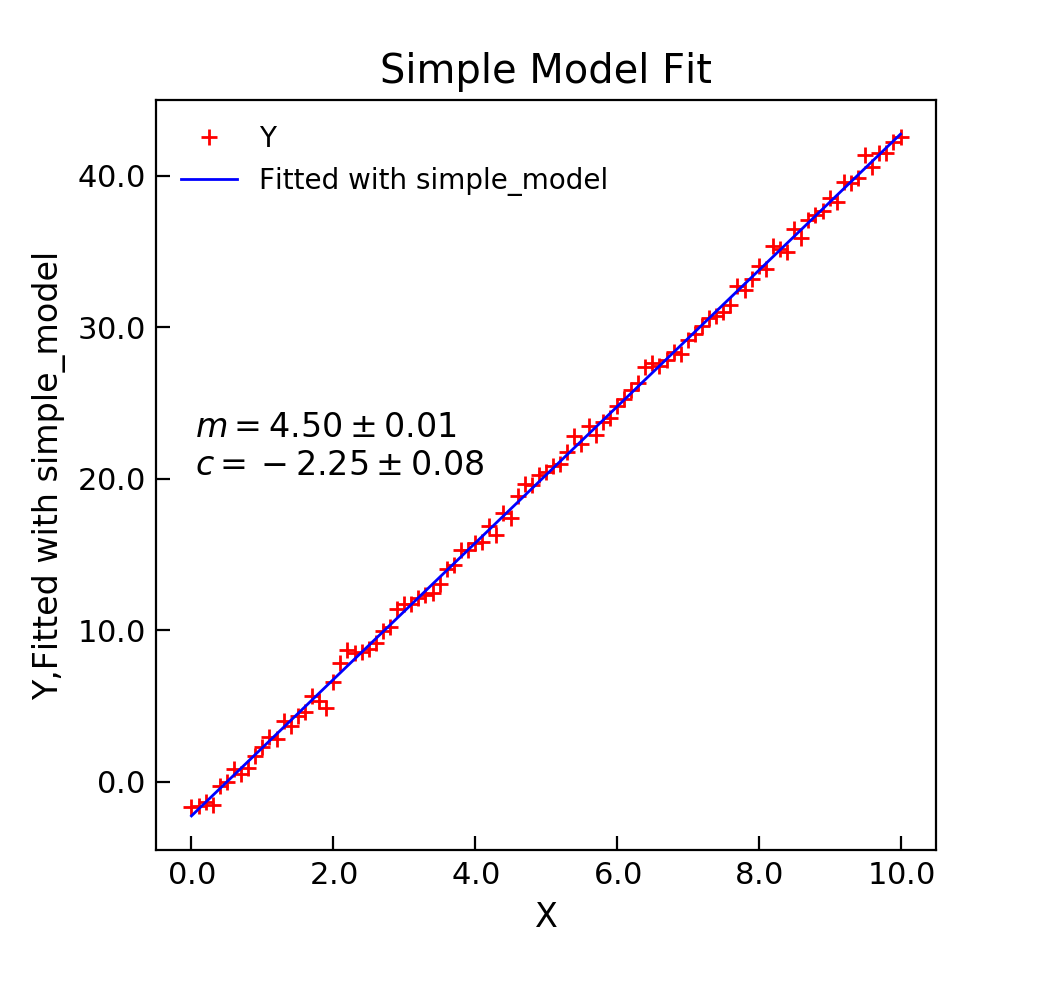 Simple Model Fit
Y
Fitted with simple_model
40.0
30.0
20.0
10.0
0.0
Y,Fitted with simple_model
m = 4.50 ± 0.01
c = − 2.25 ± 0.08
0.0 2.0 4.0 6.0 8.0 10.0
X